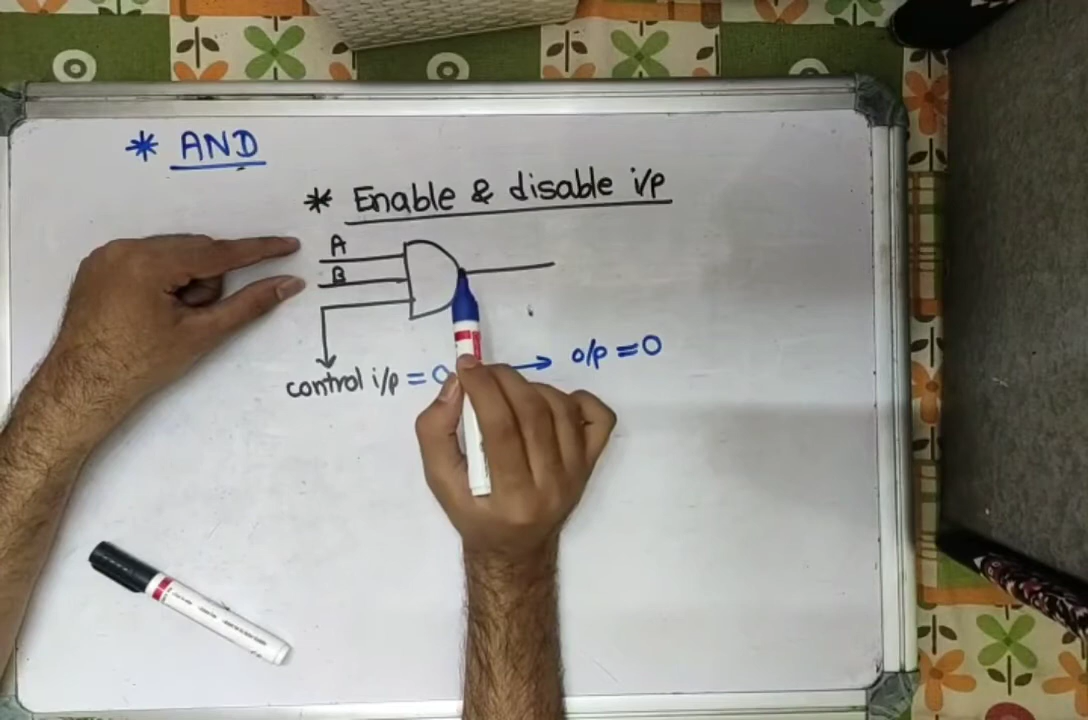 * AND
* Enable & disable i/p
A
B
control i/p = 0 → o/p = 0